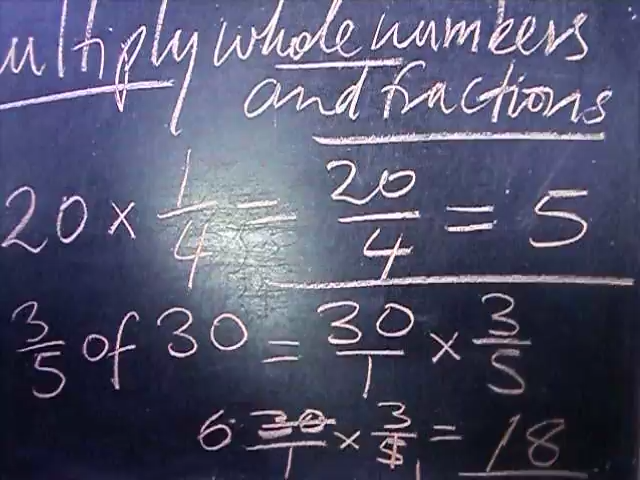 ultiply whole numbers
and fractions
20 × 1/4 = 20/4 = 5
3/5 of 30 = 30/1 × 3/5
6 30/1 × 3/5 1 = 18